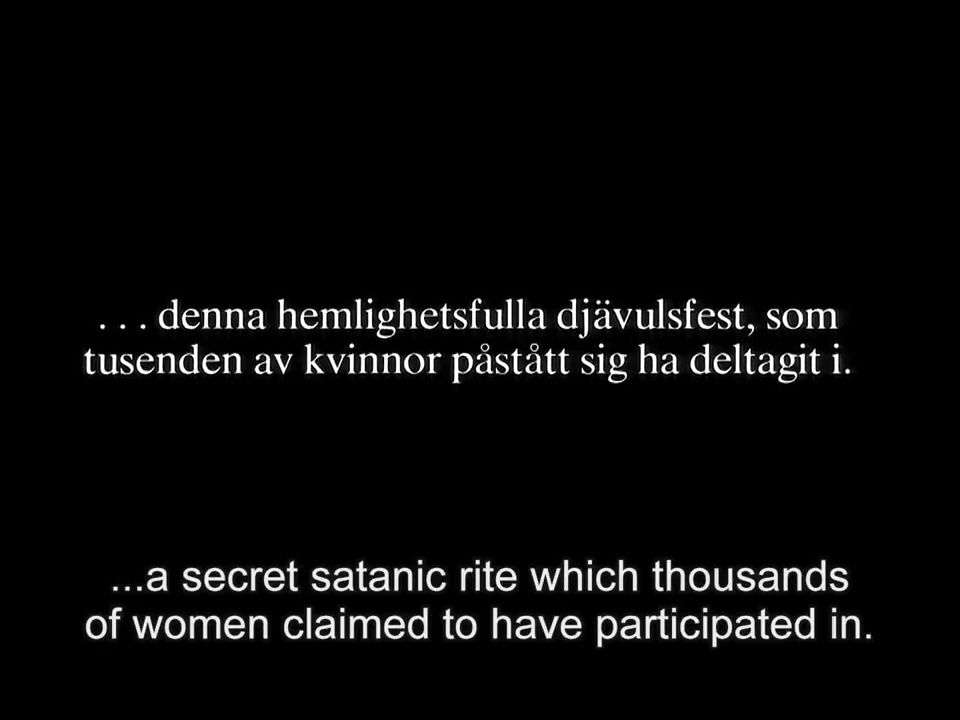 . . . denna hemlighetsfulla djävulsfest, som
tusenden av kvinnor påstått sig ha deltagit i.
...a secret satanic rite which thousands
of women claimed to have participated in.